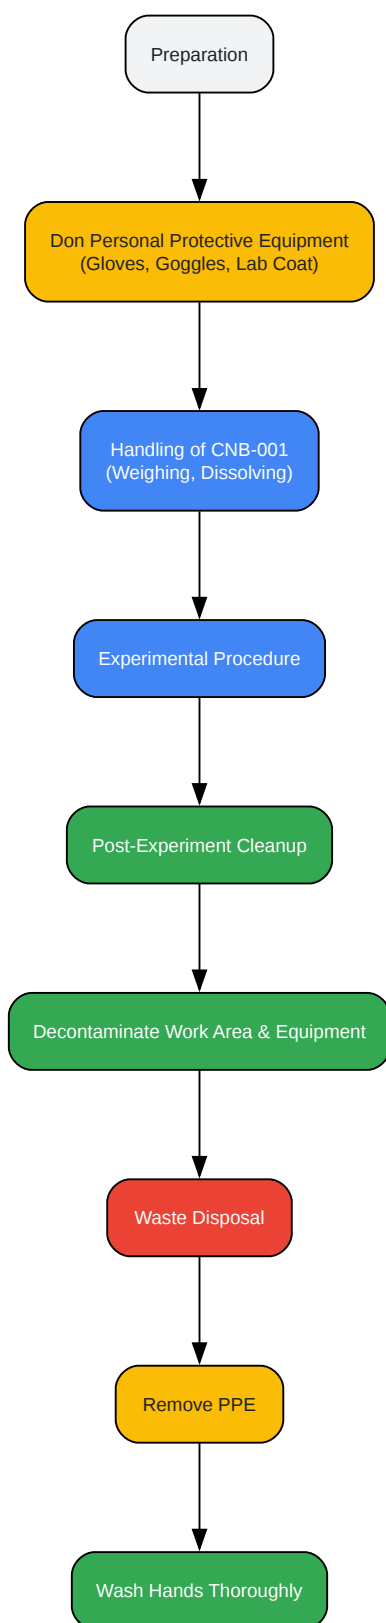 Preparation
Don Personal Protective Equipment
(Gloves, Goggles, Lab Coat)
Handling of CNB-001
(Weighing, Dissolving)
Experimental Procedure
Post-Experiment Cleanup
Decontaminate Work Area & Equipment
Waste Disposal
Remove PPE
Wash Hands Thoroughly